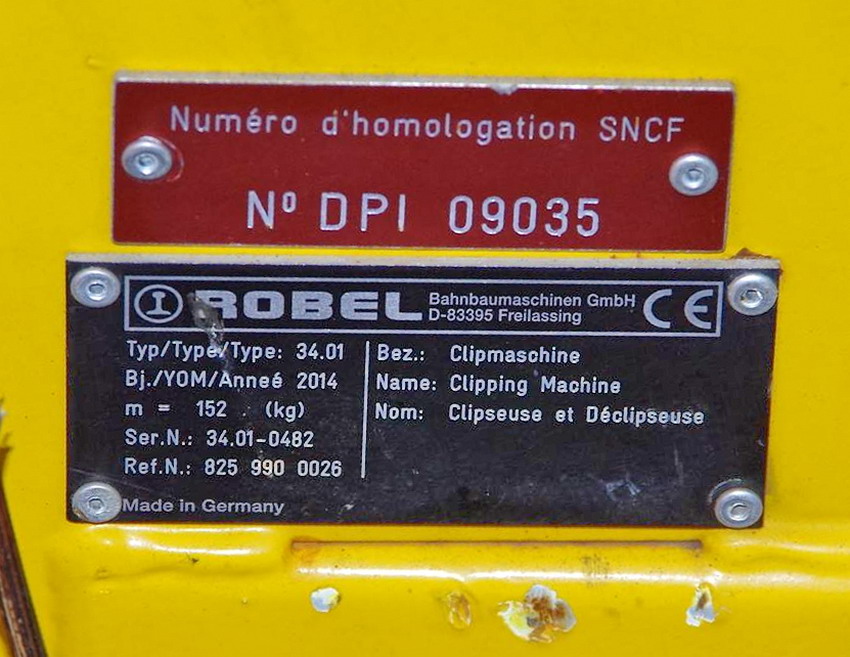 Numéro d'homologation SNCF
Nº DPI 09035
ROBEL Bahnbaumaschinen GmbH
D-83395 Freilassing CE
Typ/Type/Type: 34.01
Bj./YOM/Anneé 2014
m = 152 (kg)
Ser.N.: 34.01-0482
Ref.N.: 825 990 0026
Bez.: Clipmaschine
Name: Clipping Machine
Nom: Clipseuse et Déclipseuse
Made in Germany